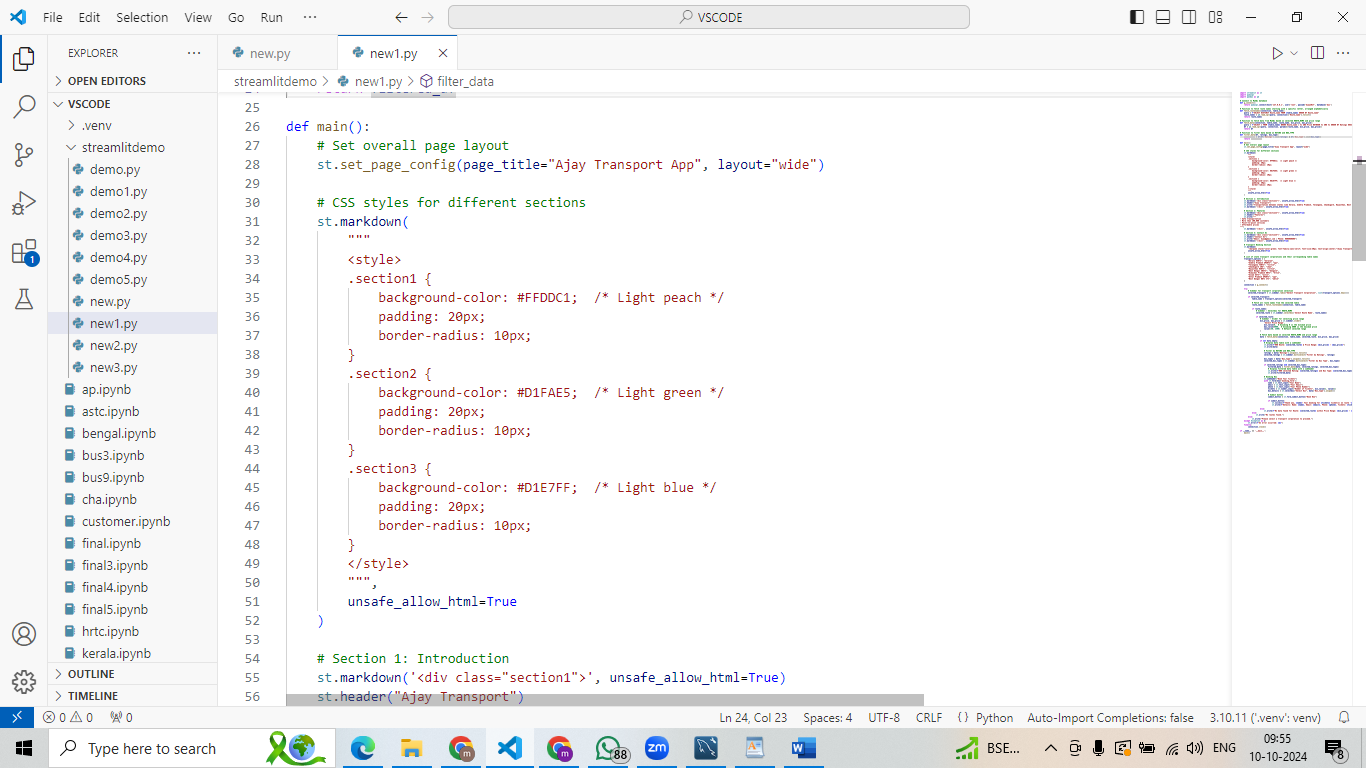 File Edit Selection View Go Run ···
VSCODE
EXPLORER
OPEN EDITORS
VSCODE
.venv
streamlitdemo
demo.py
demo1.py
demo2.py
demo3.py
demo4.py
demo5.py
new.py
new1.py
new2.py
new3.py
ap.ipynb
astc.ipynb
bengal.ipynb
bus3.ipynb
bus9.ipynb
cha.ipynb
customer.ipynb
final.ipynb
final3.ipynb
final4.ipynb
final5.ipynb
hrtc.ipynb
kerala.ipynb
OUTLINE
TIMELINE
1
new.py new1.py
streamlitdemo > new1.py > filter_data
25
26 def main():
27 # Set overall page layout
28 st.set_page_config(page_title="Ajay Transport App", layout="wide")
29
30 # CSS styles for different sections
31 st.markdown(
32 """
33 <style>
34 .section1 {
35 background-color: #FFDDC1; /* Light peach */
36 padding: 20px;
37 border-radius: 10px;
38 }
39 .section2 {
40 background-color: #D1FAE5; /* Light green */
41 padding: 20px;
42 border-radius: 10px;
43 }
44 .section3 {
45 background-color: #D1E7FF; /* Light blue */
46 padding: 20px;
47 border-radius: 10px;
48 }
49 </style>
50 """,
51 unsafe_allow_html=True
52 )
53
54 # Section 1: Introduction
55 st.markdown('<div class="section1">', unsafe_allow_html=True)
56 st.header("Ajay Transport")
0 0 0 Ln 24, Col 23 Spaces: 4 UTF-8 CRLF {} Python Auto-Import Completions: false 3.10.11 ('.venv': venv)
Type here to search
m m 88 zm W BSE... ENG 09:55
10-10-2024
8